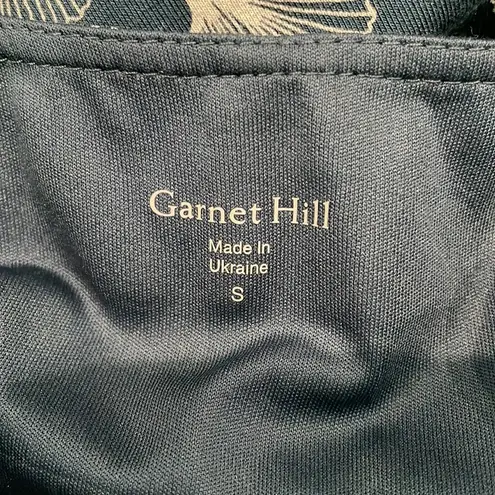 Garnet Hill
Made In
Ukraine
S